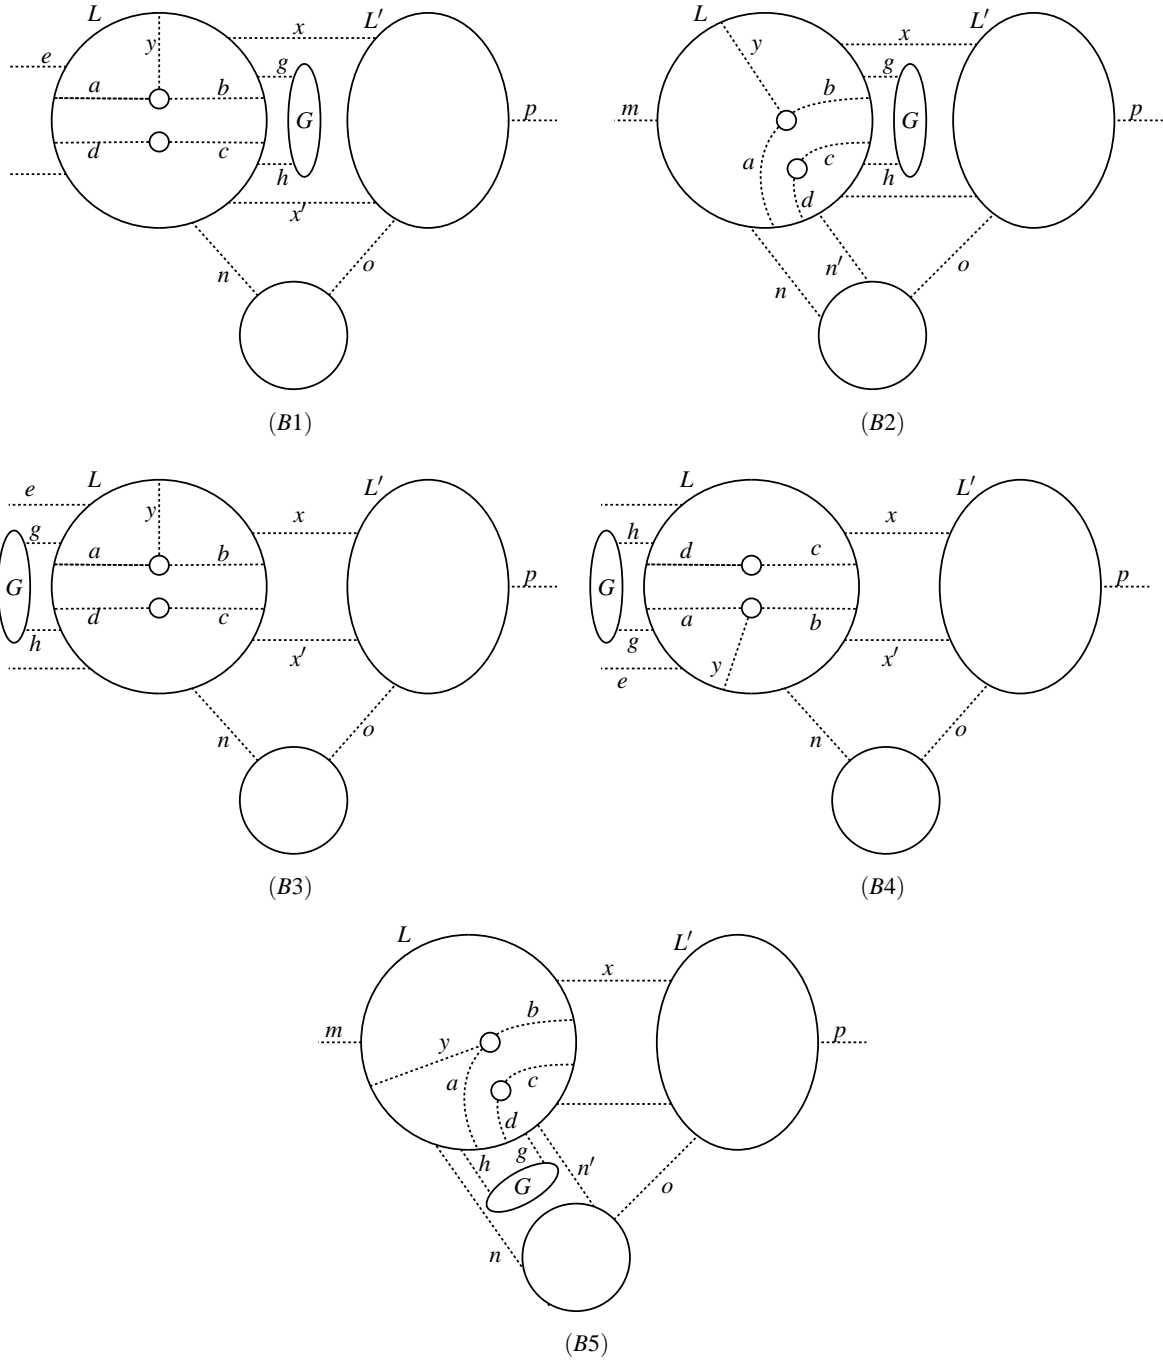 L x L′
e y g
a b G p
d c h
x′
n o
(B1)
L x L′
y g
b
m G p
a c h
d
n′ o
n
(B2)
e L L′
g y x
a b
G p
d c
h x′
n o
(B3)
L L′
h x
d c
G p
a b
g y x′
e
n o
(B4)
L L′
x
b
m y p
a c
d
h g n′
G o
n
(B5)